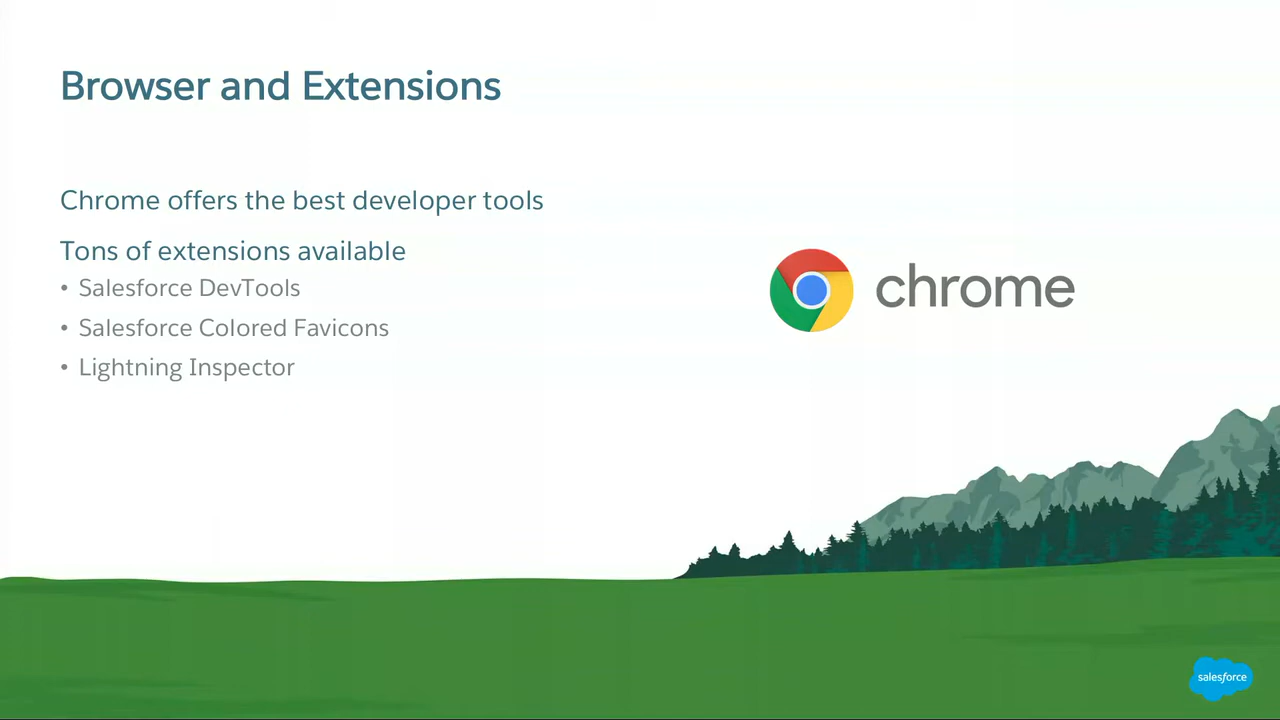 Browser and Extensions
Chrome offers the best developer tools
Tons of extensions available
• Salesforce DevTools
• Salesforce Colored Favicons
• Lightning Inspector
chrome
salesforce